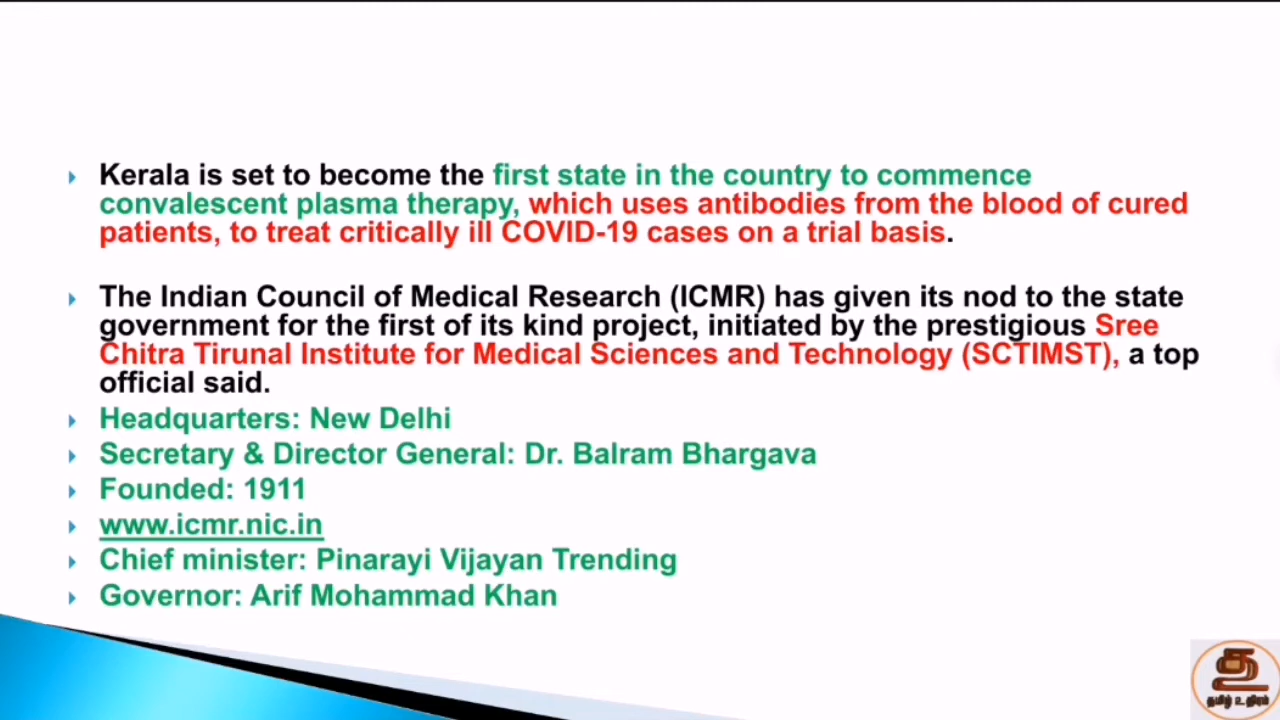 Kerala is set to become the first state in the country to commence
convalescent plasma therapy, which uses antibodies from the blood of cured
patients, to treat critically ill COVID-19 cases on a trial basis.
The Indian Council of Medical Research (ICMR) has given its nod to the state
government for the first of its kind project, initiated by the prestigious Sree
Chitra Tirunal Institute for Medical Sciences and Technology (SCTIMST), a top
official said.
Headquarters: New Delhi
Secretary & Director General: Dr. Balram Bhargava
Founded: 1911
www.icmr.nic.in
Chief minister: Pinarayi Vijayan Trending
Governor: Arif Mohammad Khan
த
தமிழ் உதிரம்